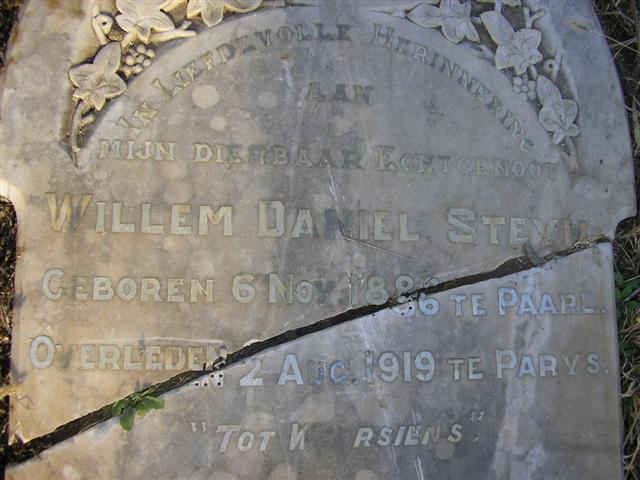 IN LIEFDEVOLLE HERINNERING
AAN
MIJN DIERBAAR ECHTGENOOT
WILLEM DANIEL STEYN
GEBOREN 6 NOV. 1886 TE PAARL.
OVERLEDEN 2 AUG. 1919 TE PARYS.
"TOT WEERSIENS"